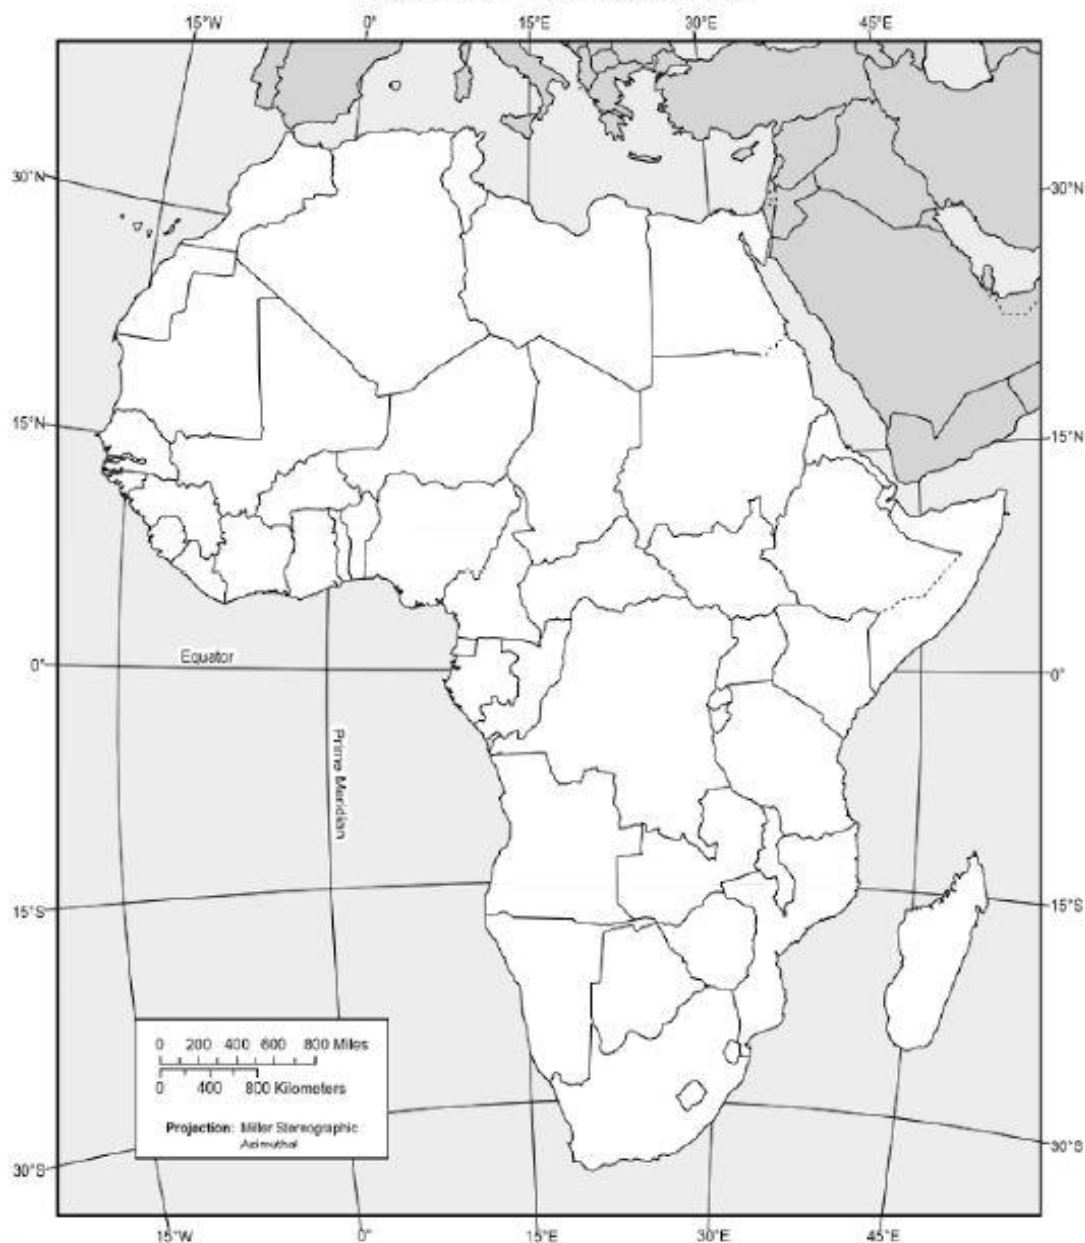 15°W 0° 15°E 30°E 45°E
30°N 30°N
15°N 15°N
Equator
0° 0°
Prime Meridian
15°S 15°S
0 200 400 600 800 Miles
0 400 800 Kilometers
Projection: Miller Stereographic
Azimuthal
30°S 30°S
15°W 0° 15°E 30°E 45°E